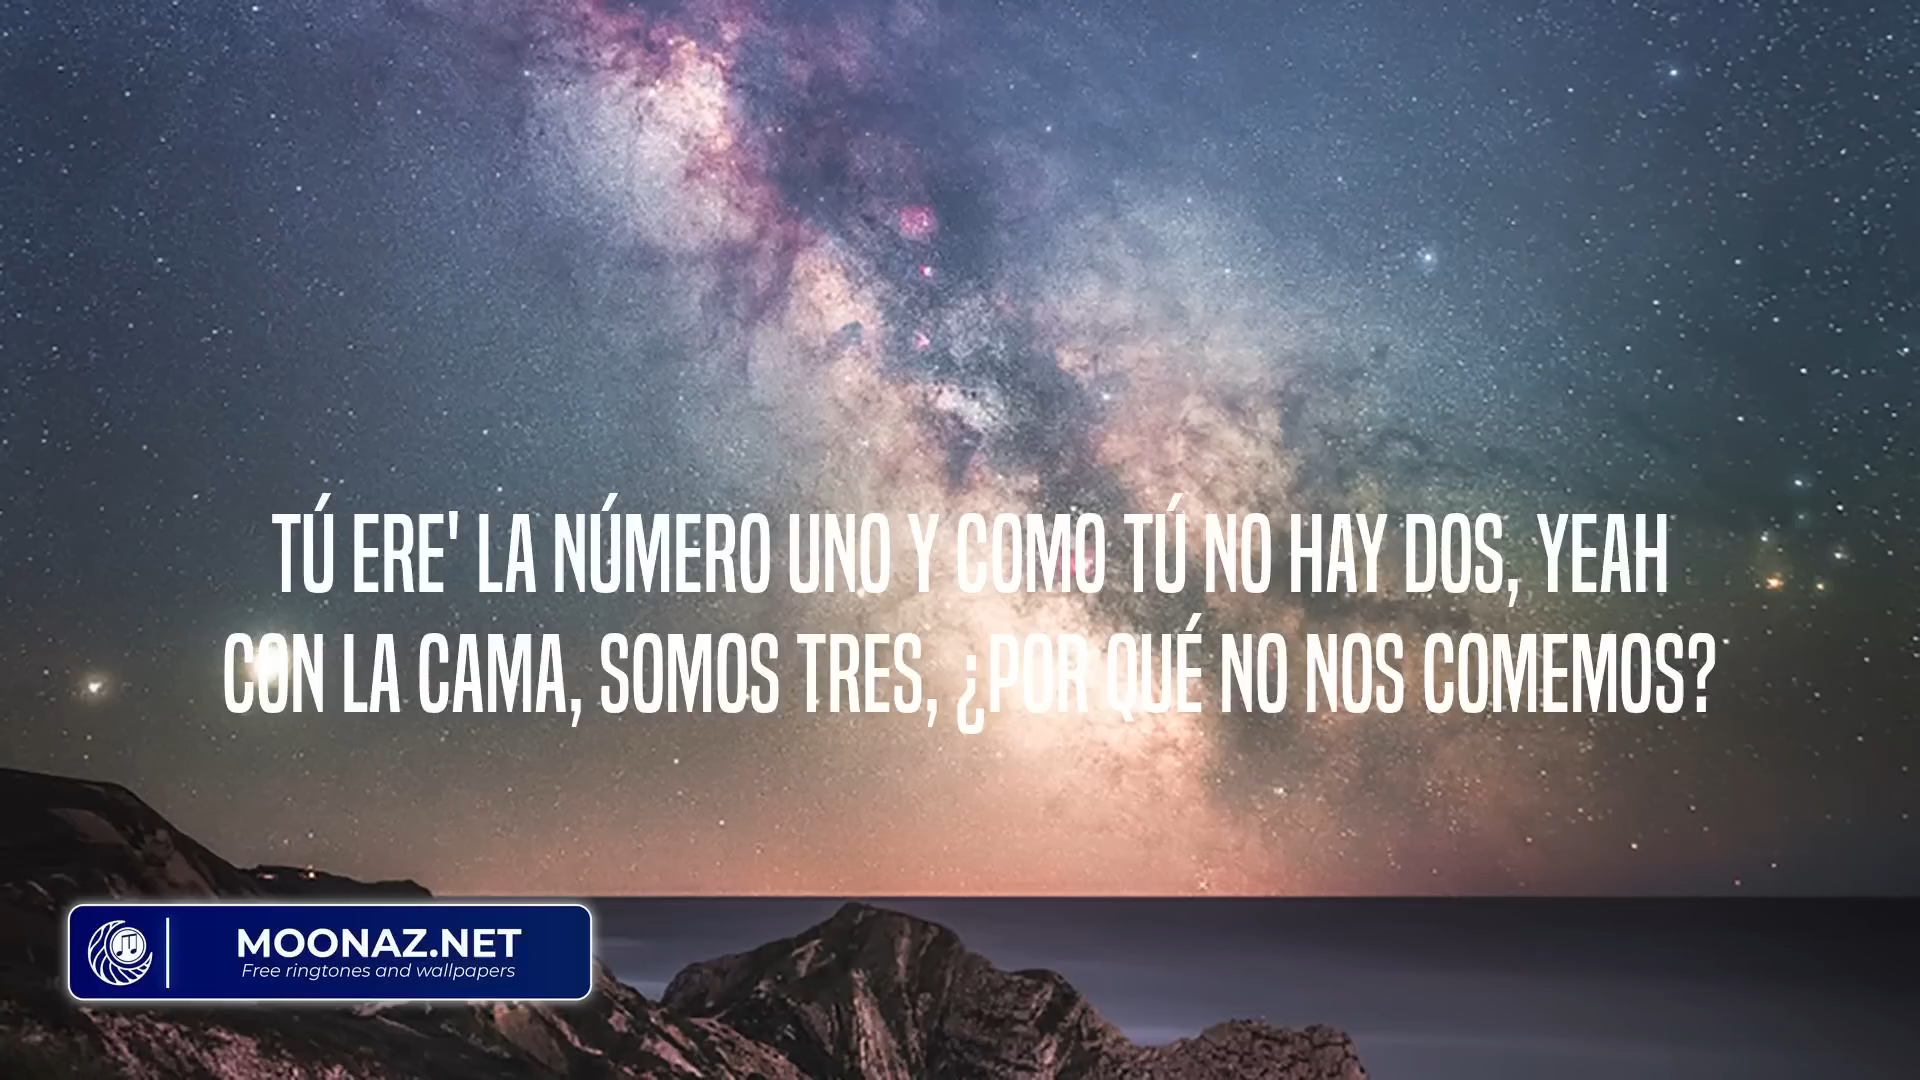 TÚ ERE' LA NÚMERO UNO Y COMO TÚ NO HAY DOS, YEAH
CON LA CAMA, SOMOS TRES, ¿POR QUÉ NO NOS COMEMOS?
MOONAZ.NET
Free ringtones and wallpapers